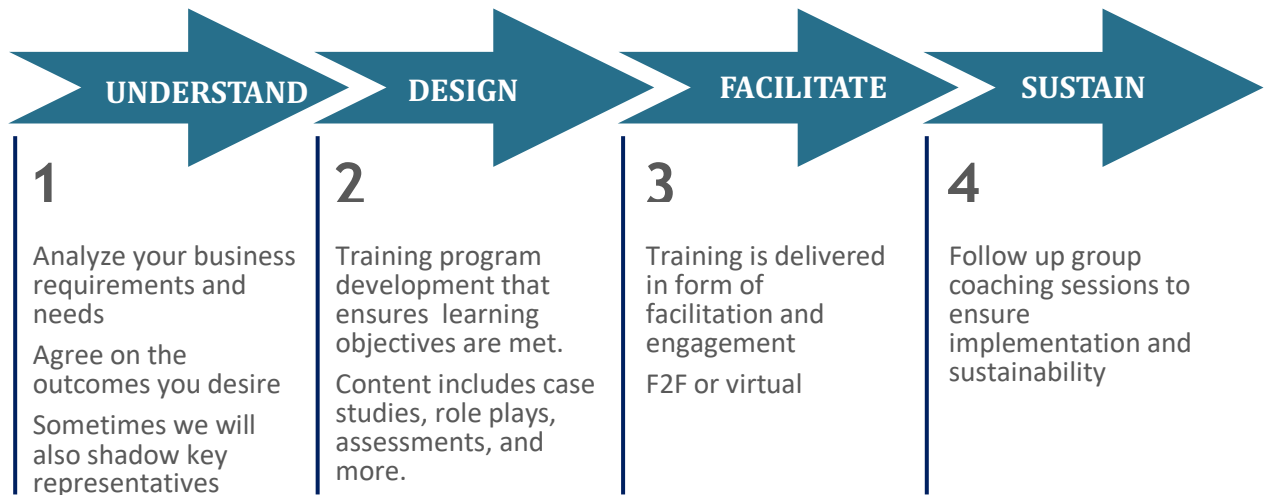 UNDERSTAND
DESIGN
FACILITATE
SUSTAIN
1
Analyze your business
requirements and
needs
Agree on the
outcomes you desire
Sometimes we will
also shadow key
representatives
2
Training program
development that
ensures  learning
objectives are met.
Content includes case
studies, role plays,
assessments, and
more.
3
Training is delivered
in form of
facilitation and
engagement
F2F or virtual
4
Follow up group
coaching sessions to
ensure
implementation and
sustainability